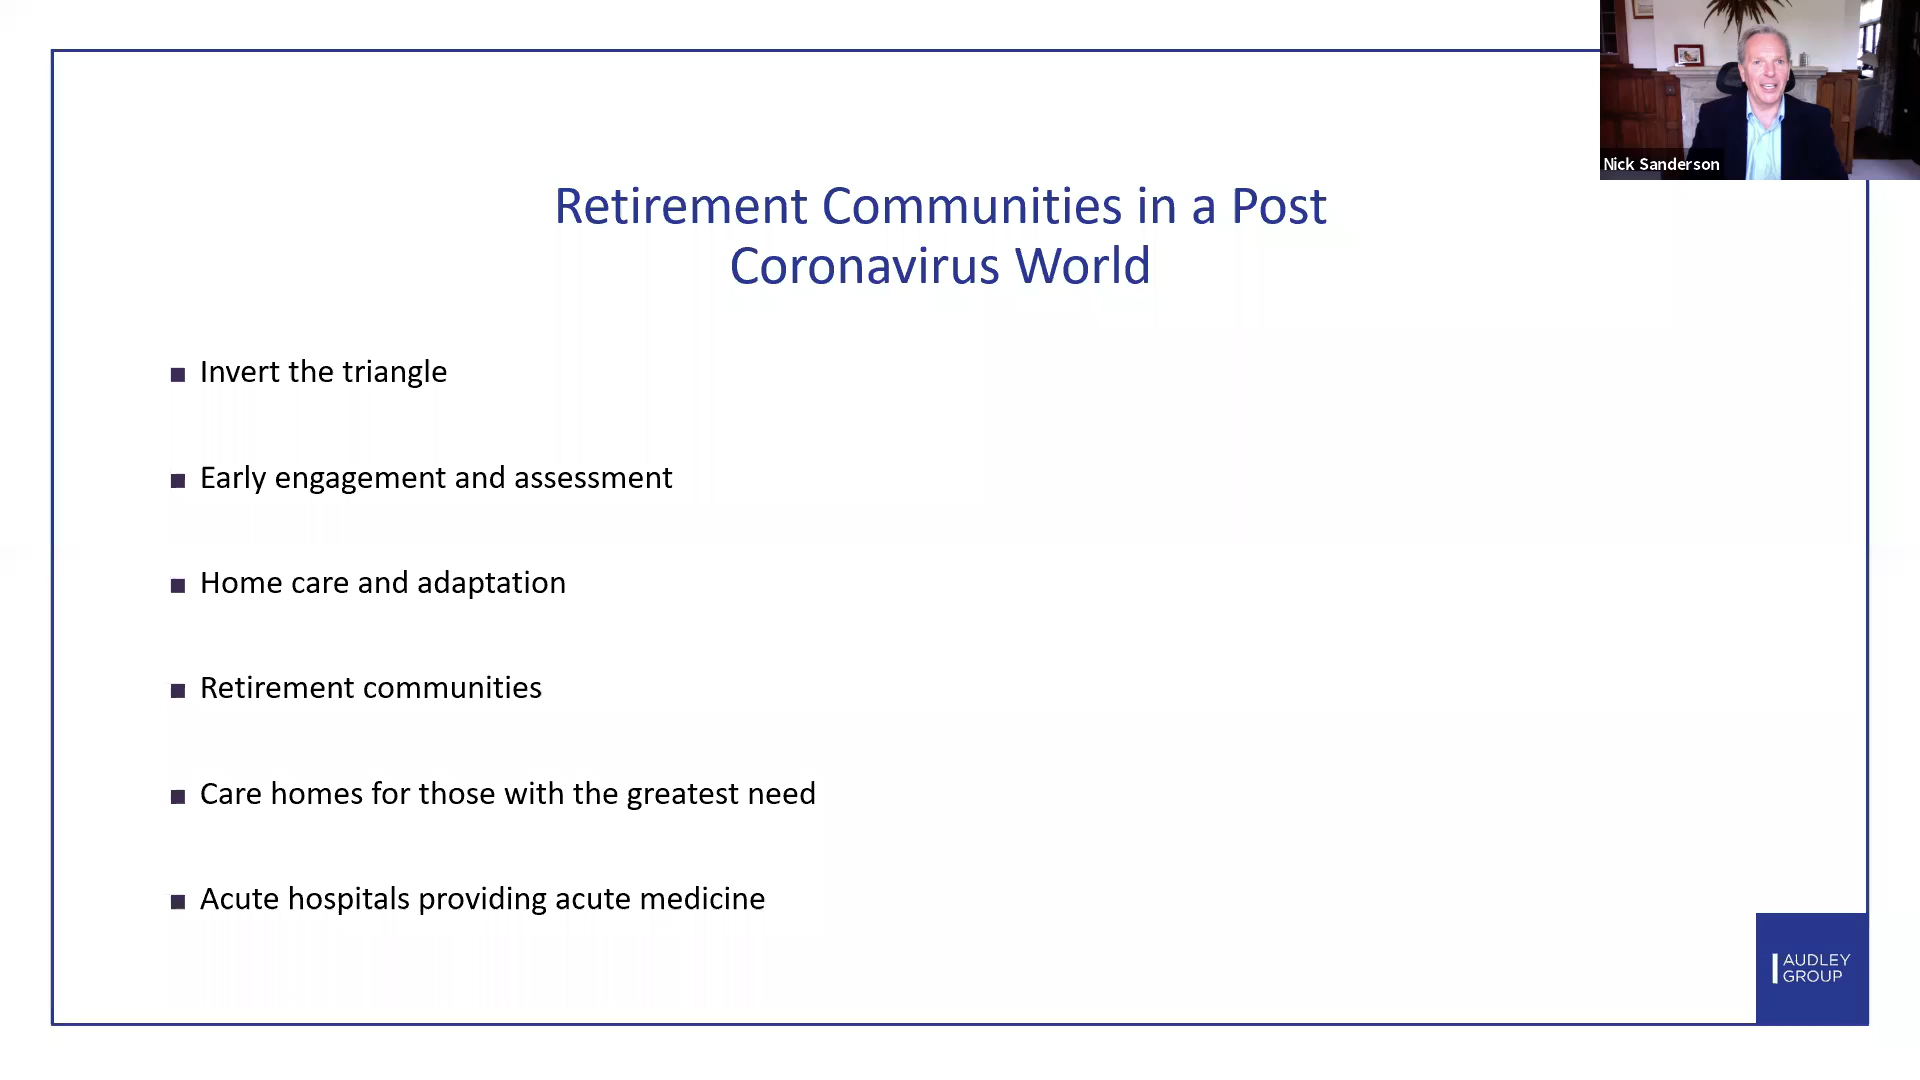 Nick Sanderson
Retirement Communities in a Post
Coronavirus World
Invert the triangle
Early engagement and assessment
Home care and adaptation
Retirement communities
Care homes for those with the greatest need
Acute hospitals providing acute medicine
AUDLEY
GROUP